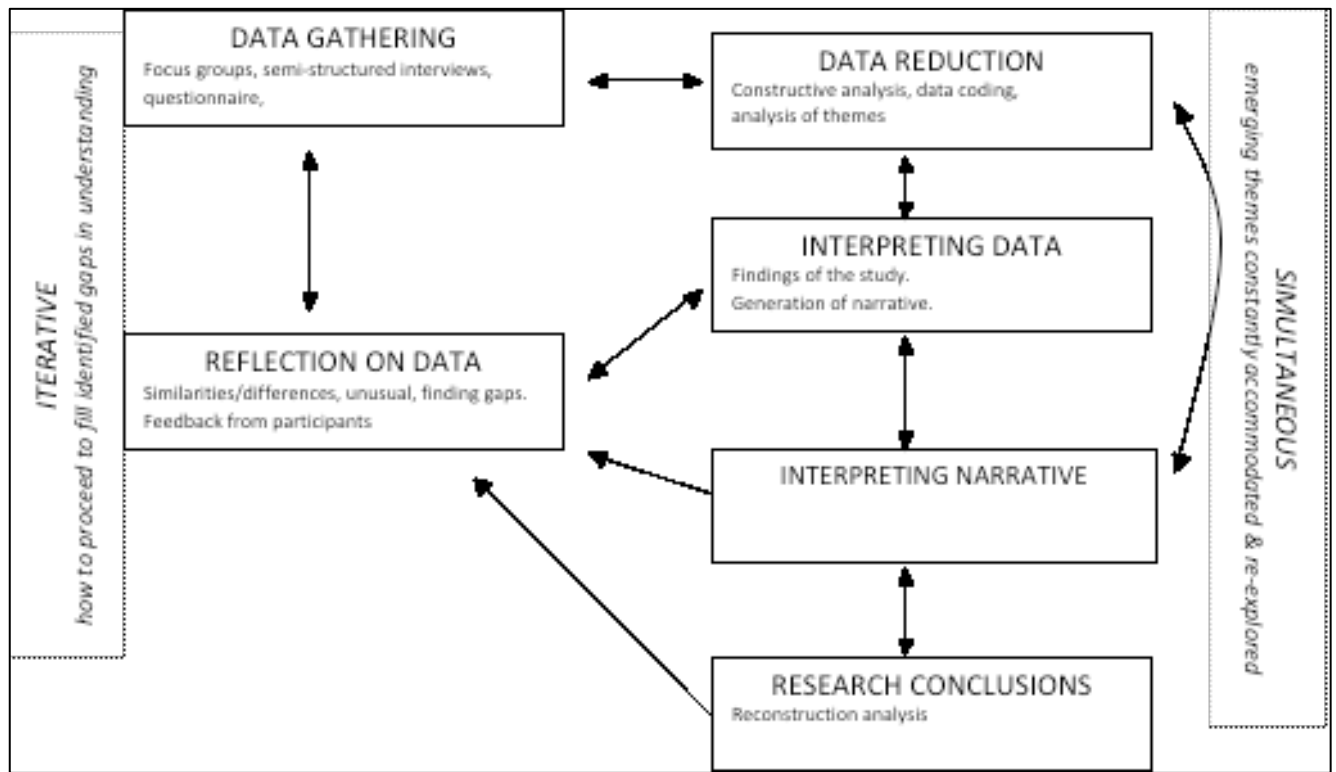 ITERATIVE
how to proceed to fill identified gaps in understanding
DATA GATHERING
Focus groups, semi-structured interviews,
questionnaire,
REFLECTION ON DATA
Similarities/differences, unusual, finding gaps.
Feedback from participants
DATA REDUCTION
Constructive analysis, data coding,
analysis of themes
INTERPRETING DATA
Findings of the study.
Generation of narrative.
INTERPRETING NARRATIVE
RESEARCH CONCLUSIONS
Reconstruction analysis
SIMULTANEOUS
emerging themes constantly accommodated & re-explored